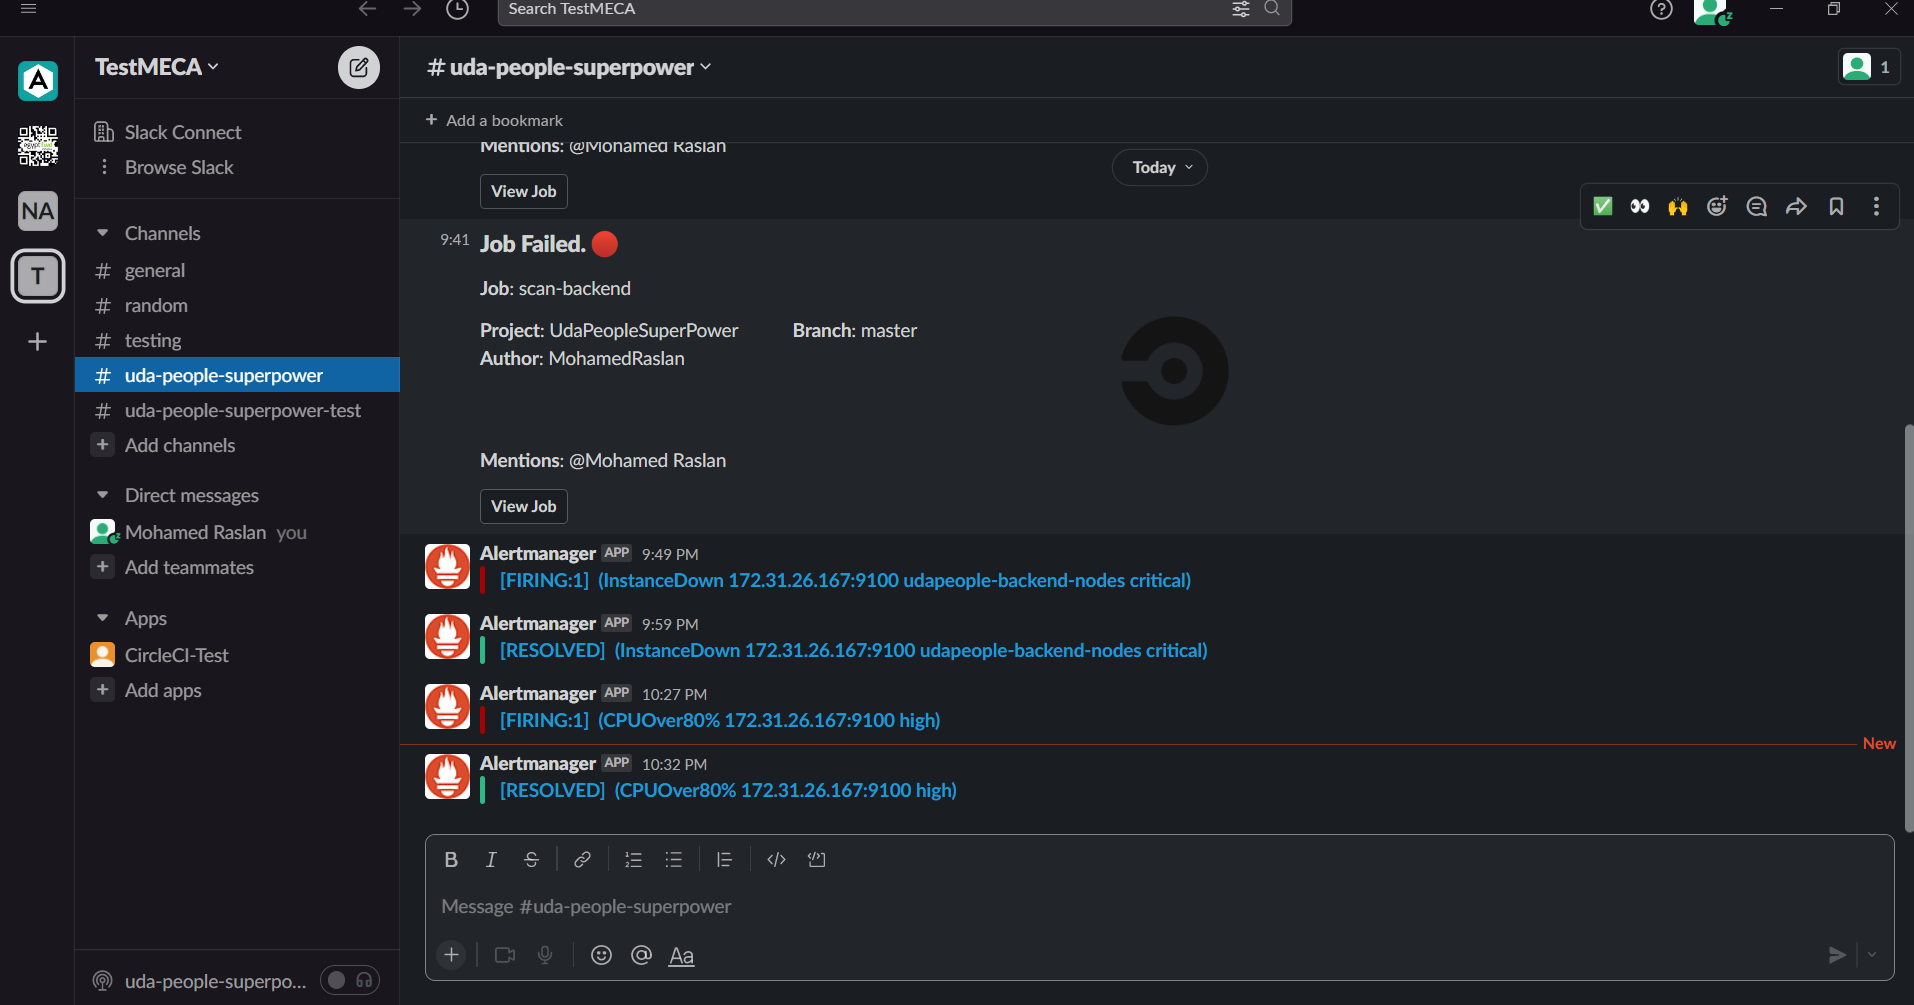 Search TestMECA
TestMECA
A
NA
T
Slack Connect
Browse Slack
Channels
# general
# random
# testing
# uda-people-superpower
# uda-people-superpower-test
+ Add channels
Direct messages
Mohamed Raslan you
+ Add teammates
Apps
CircleCI-Test
+ Add apps
uda-people-superpo...
# uda-people-superpower
1
+ Add a bookmark
Mentions: @Mohamed Raslan
Today
View Job
9:41 Job Failed.
Job: scan-backend
Project: UdaPeopleSuperPower Branch: master
Author: MohamedRaslan
Mentions: @Mohamed Raslan
View Job
Alertmanager APP 9:49 PM
[FIRING:1] (InstanceDown 172.31.26.167:9100 udapeople-backend-nodes critical)
Alertmanager APP 9:59 PM
[RESOLVED] (InstanceDown 172.31.26.167:9100 udapeople-backend-nodes critical)
Alertmanager APP 10:27 PM
[FIRING:1] (CPUOver80% 172.31.26.167:9100 high)
New
Alertmanager APP 10:32 PM
[RESOLVED] (CPUOver80% 172.31.26.167:9100 high)
B I S
Message #uda-people-superpower
+ @ Aa